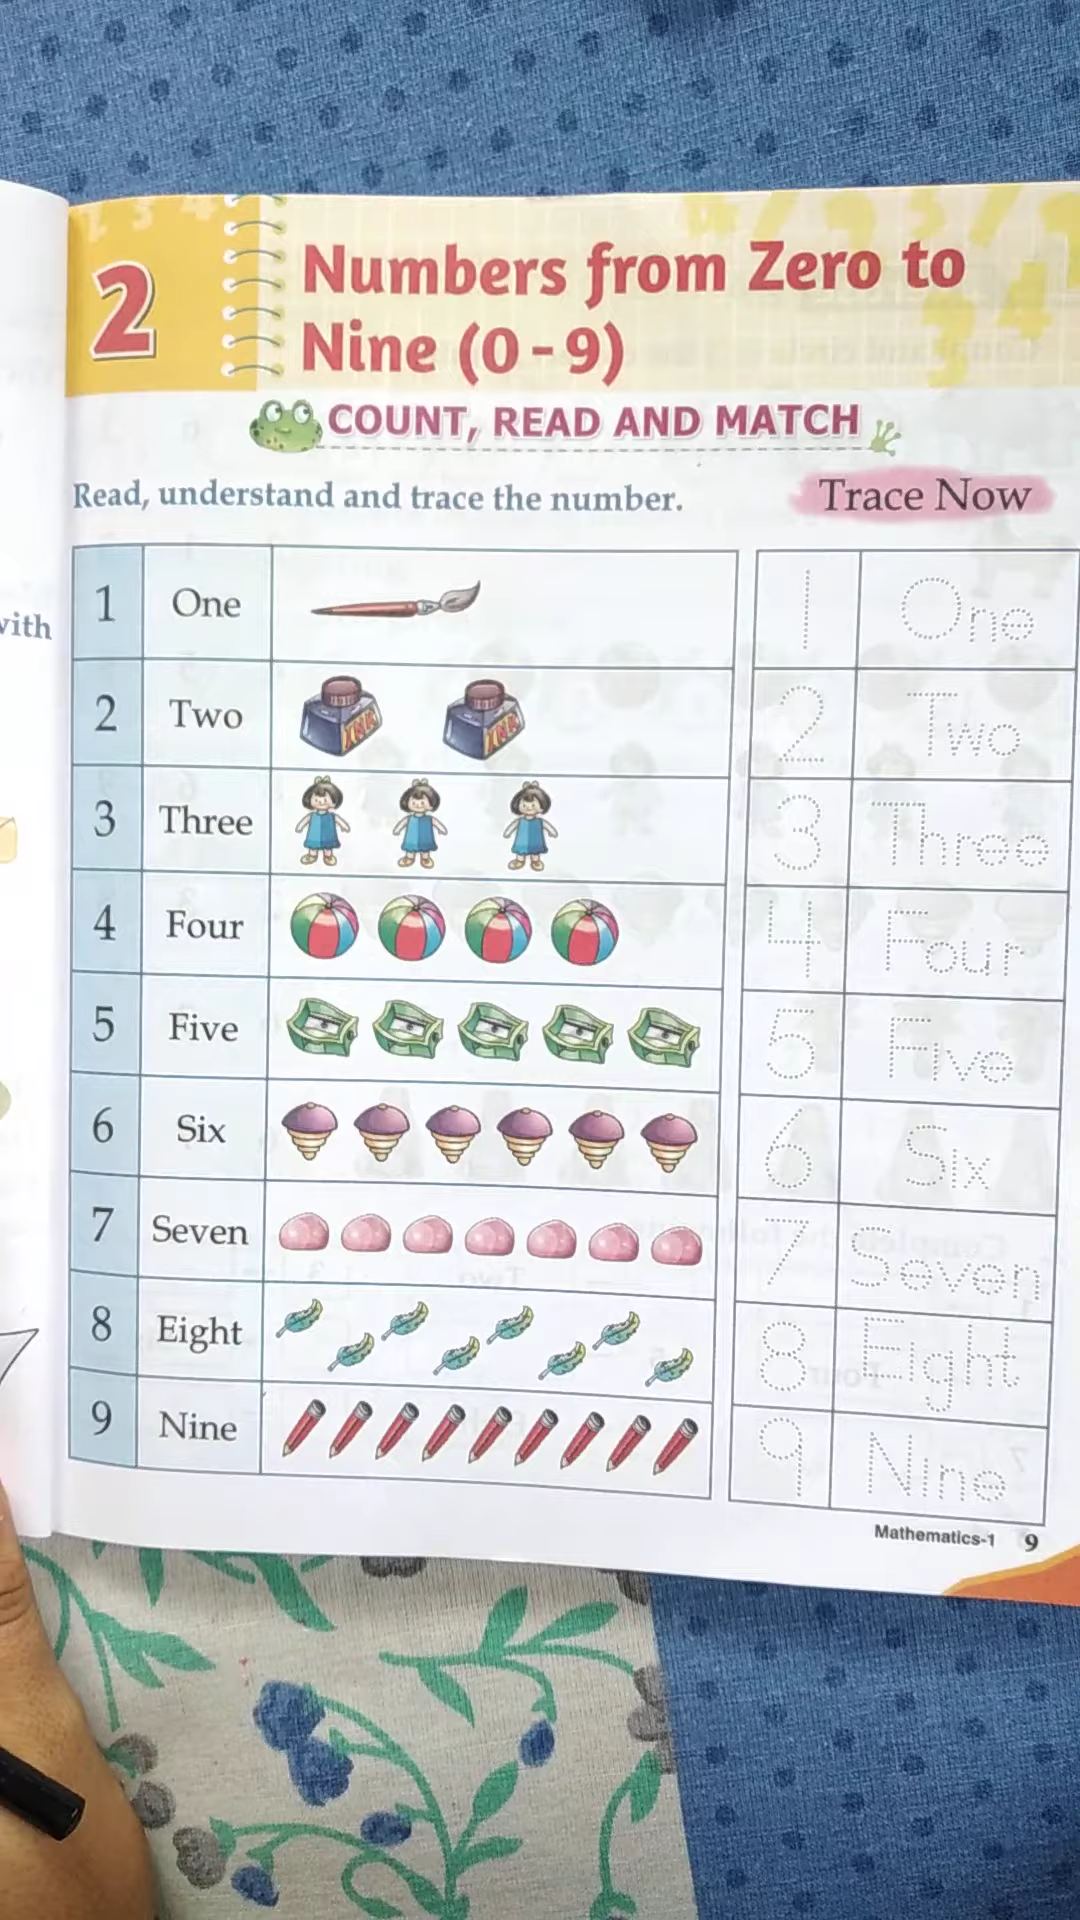 with
2
Numbers from Zero to
Nine (0 - 9)
COUNT, READ AND MATCH
Read, understand and trace the number.
Trace Now
1 One 1 One
2 Two INK INK 2 Two
3 Three 3 Three
4 Four 4 Four
5 Five 5 Five
6 Six 6 Six
7 Seven 7 Seven
8 Eight 8 Eight
9 Nine 9 Nine
Mathematics-1 9